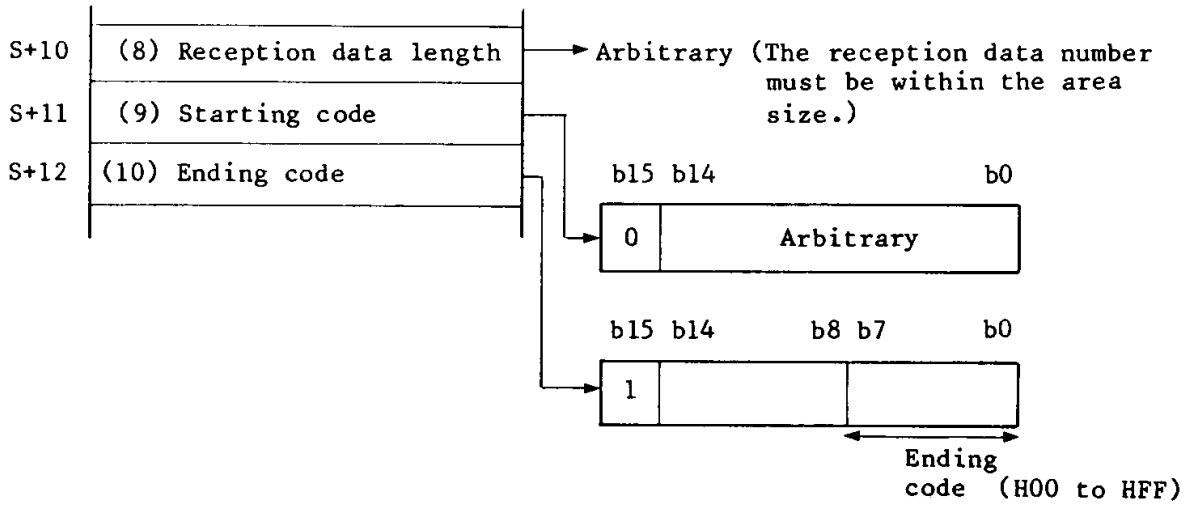 S+10 (8) Reception data length Arbitrary (The reception data number
must be within the area
size.)
S+11 (9) Starting code
S+12 (10) Ending code
b15 b14 b0
0 Arbitrary
b15 b14 b8 b7 b0
1
Ending
code (H00 to HFF)